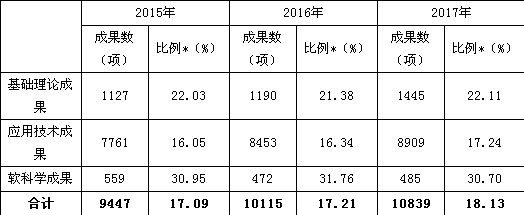 2015年 2016年 2017年
成果数 比例*（%） 成果数 比例*（%） 成果数 比例*（%）
（项） （项） （项）
基础理论成
果 1127 22.03 1190 21.38 1445 22.11
应用技术成
果 7761 16.05 8453 16.34 8909 17.24
软科学成果 559 30.95 472 31.76 485 30.70
合计 9447 17.09 10115 17.21 10839 18.13